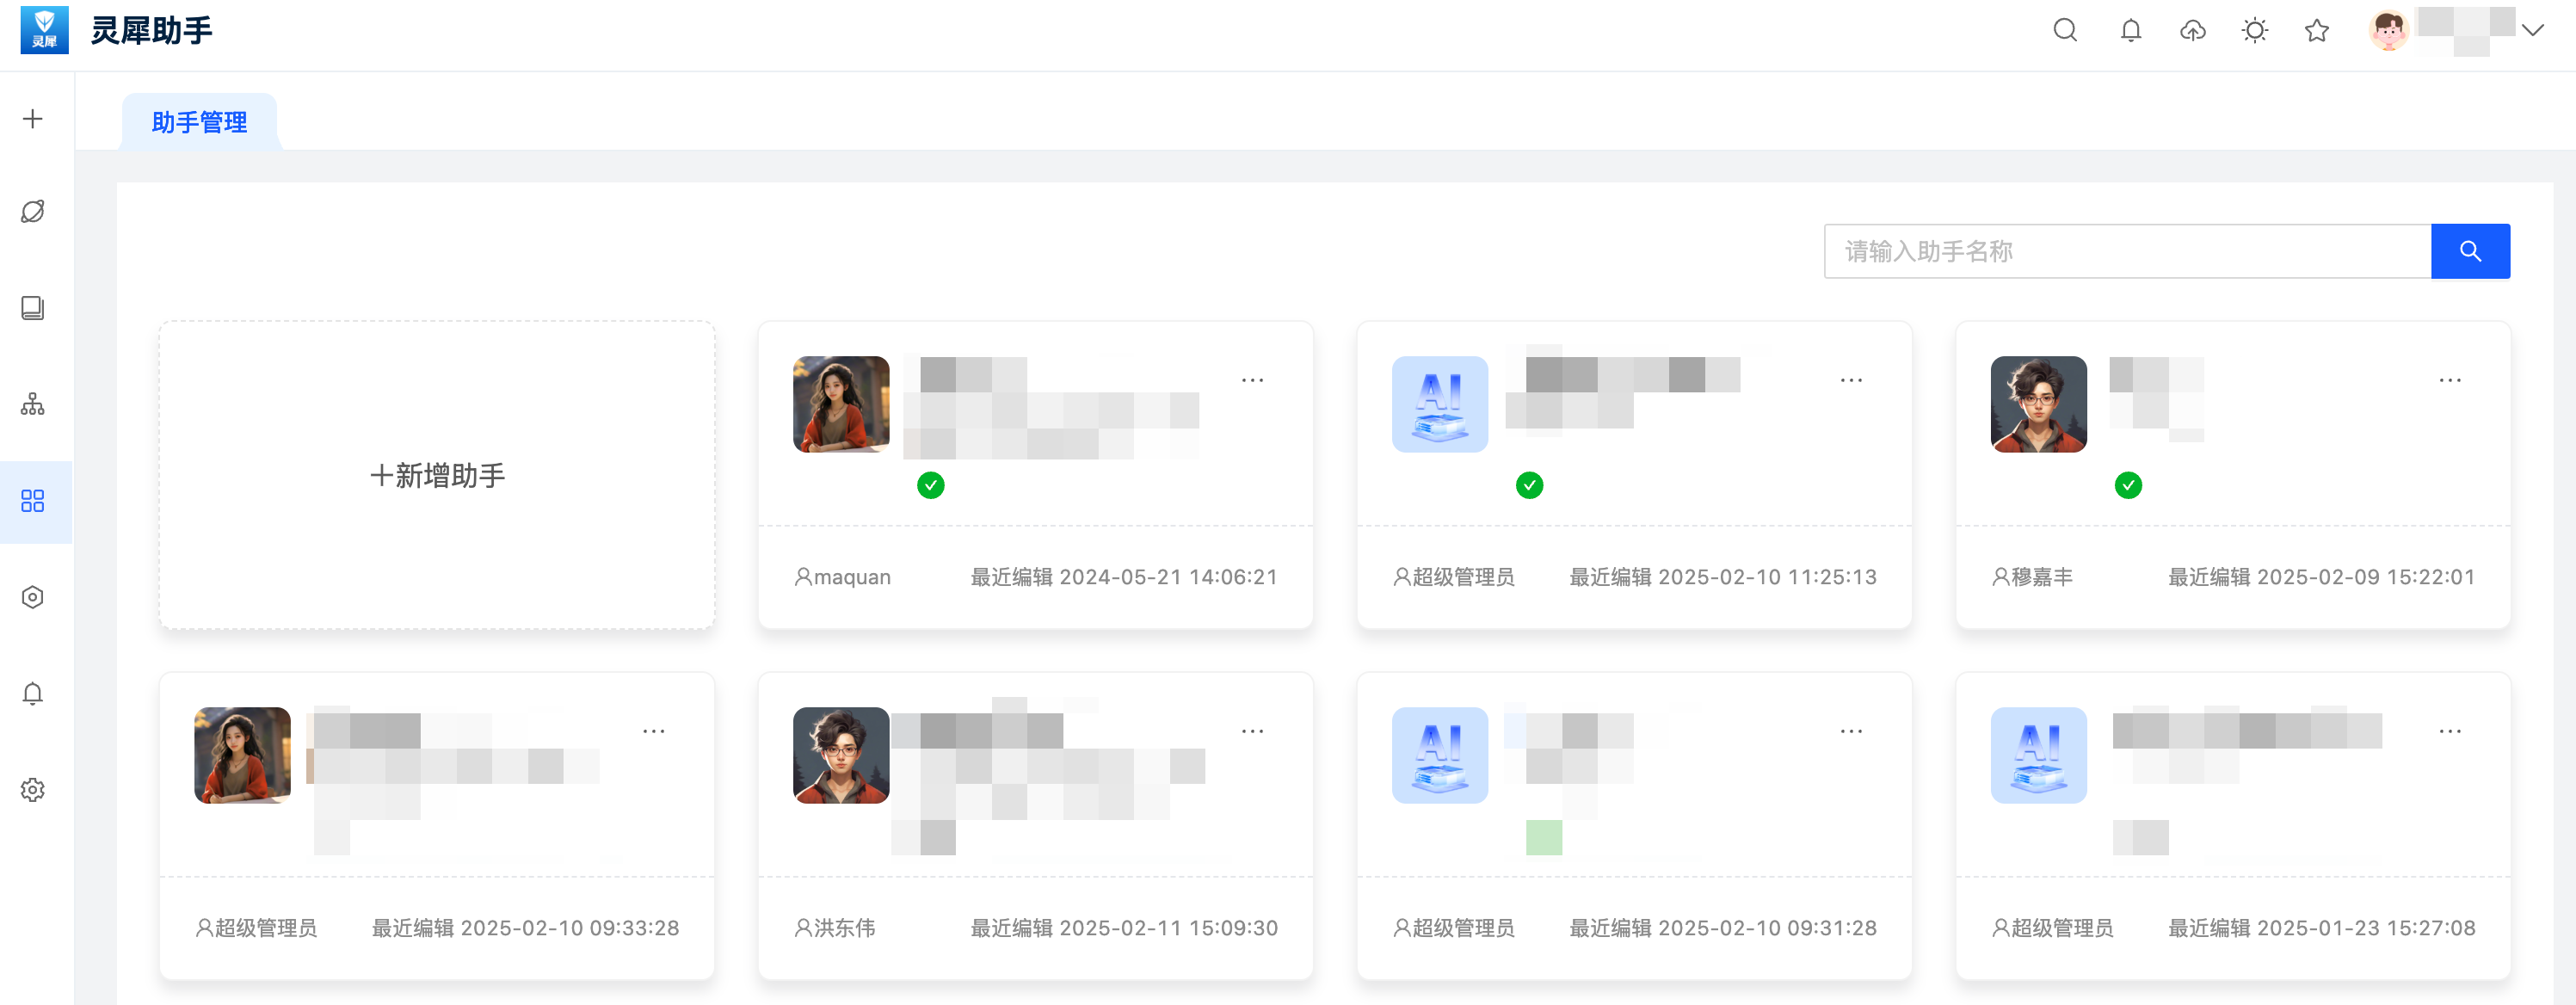 灵犀
灵犀助手
助手管理
请输入助手名称
+新增助手
maquan 最近编辑 2024-05-21 14:06:21
超级管理员 最近编辑 2025-02-10 11:25:13
穆嘉丰 最近编辑 2025-02-09 15:22:01
AI
超级管理员 最近编辑 2025-02-10 09:33:28
洪东伟 最近编辑 2025-02-11 15:09:30
AI
超级管理员 最近编辑 2025-02-10 09:31:28
AI
超级管理员 最近编辑 2025-01-23 15:27:08